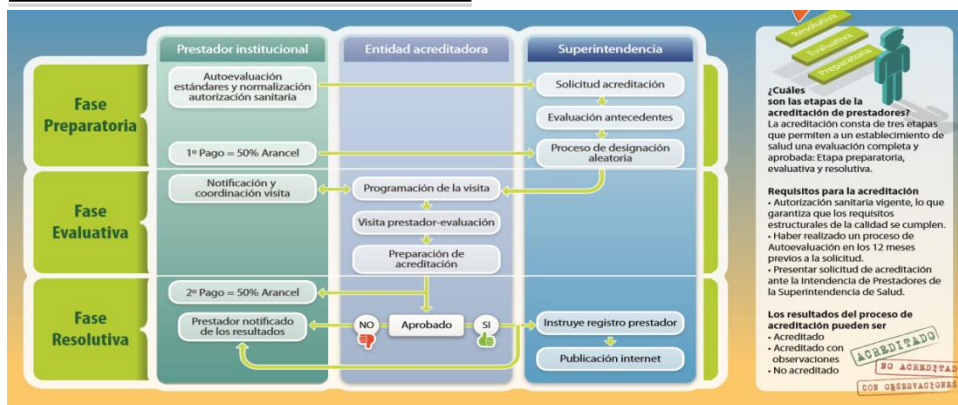 Prestador institucional
Entidad acreditadora
Superintendencia
Fase
Preparatoria
Autoevaluación
estándares y normalización
autorización sanitaria
Solicitud acreditación
Evaluación antecedentes
1º Pago = 50% Arancel
Proceso de designación
aleatoria
Fase
Evaluativa
Notificación y
coordinación visita
Programación de la visita
Visita prestador-evaluación
Preparación de
acreditación
Fase
Resolutiva
2º Pago = 50% Arancel
Prestador notificado
de los resultados
NO
Aprobado
SI
Instruye registro prestador
Publicación internet
Resolutiva
Evaluativa
Preparatoria
¿Cuáles
son las etapas de la
acreditación de prestadores?
La acreditación consta de tres etapas
que permiten a un establecimiento de
salud una evaluación completa y
aprobada: Etapa preparatoria,
evaluativa y resolutiva.
Requisitos para la acreditación
• Autorización sanitaria vigente, lo que
garantiza que los requisitos
estructurales de la calidad se cumplen.
• Haber realizado un proceso de
Autoevaluación en los 12 meses
previos a la solicitud.
• Presentar solicitud de acreditación
ante la Intendencia de Prestadores de
la Superintendencia de Salud.
Los resultados del proceso de
acreditación pueden ser
• Acreditado
• Acreditado con
observaciones
• No acreditado
ACREDITADO
NO ACREDITAD
CON OBSERVACIONES